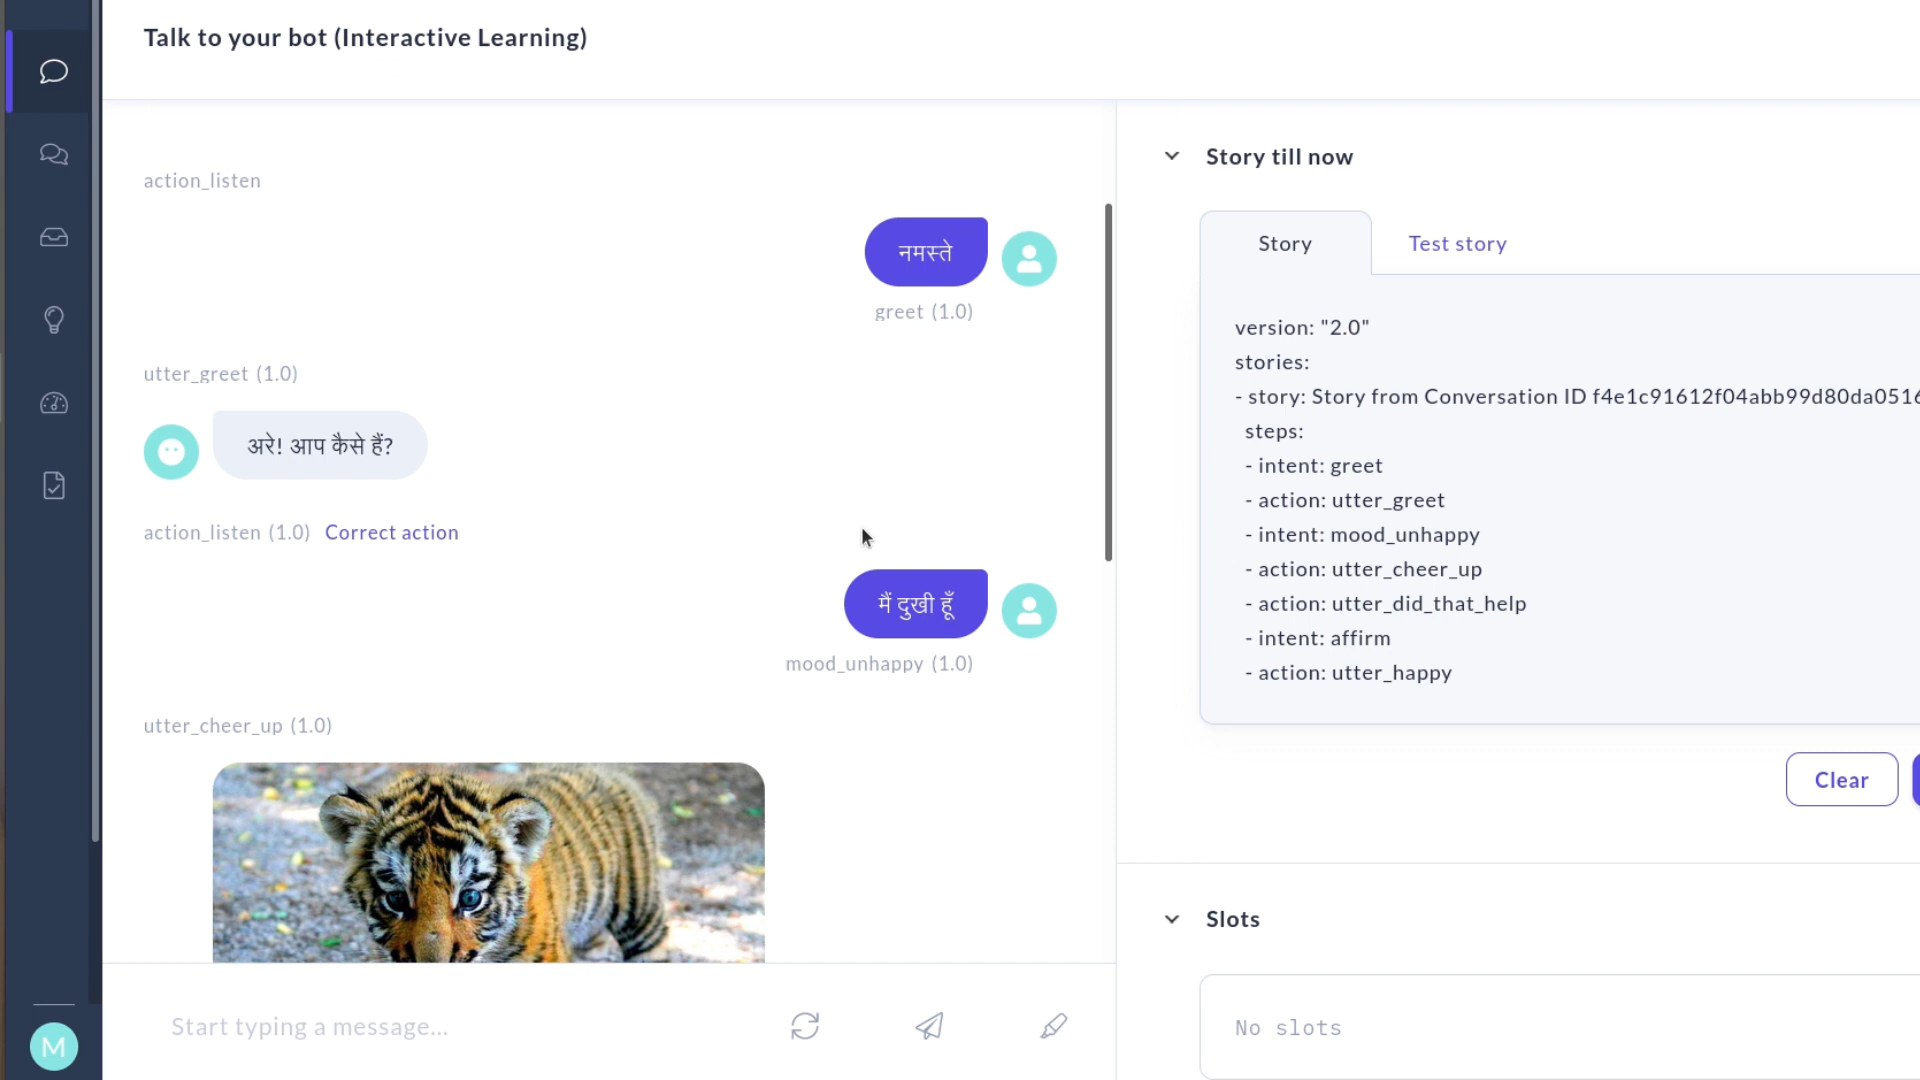 Talk to your bot (Interactive Learning)
action_listen
नमस्ते
greet (1.0)
utter_greet (1.0)
अरे! आप कैसे हैं?
action_listen (1.0) Correct action
मैं दुखी हूँ
mood_unhappy (1.0)
utter_cheer_up (1.0)
Start typing a message...
M
Story till now
Story
Test story
version: "2.0"
stories:
- story: Story from Conversation ID f4e1c91612f04abb99d80da0516
steps:
- intent: greet
- action: utter_greet
- intent: mood_unhappy
- action: utter_cheer_up
- action: utter_did_that_help
- intent: affirm
- action: utter_happy
Clear
Slots
No slots